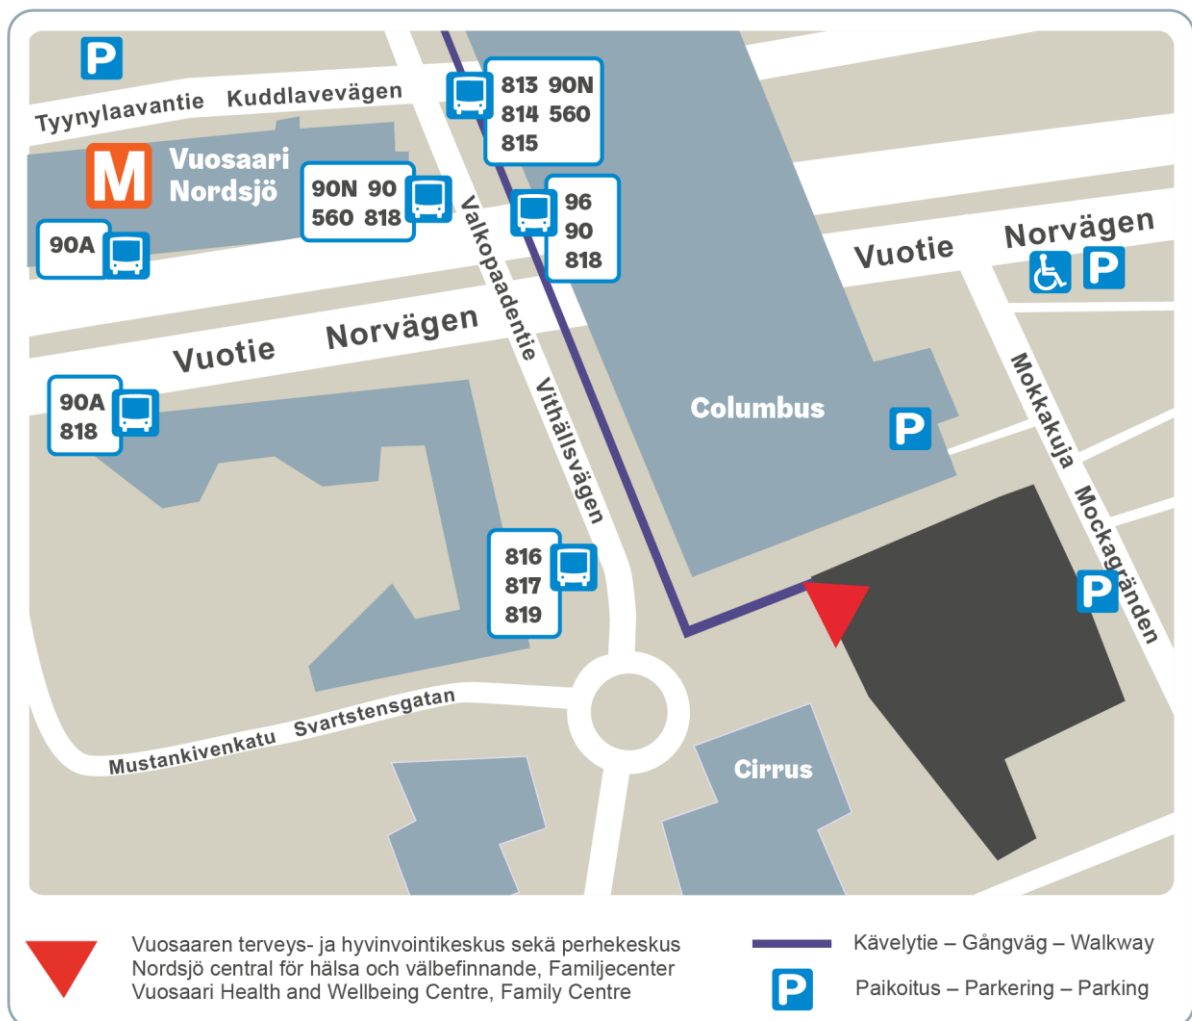 P
813 90N
814 560
815
Tyynylaavantie Kuddlavevägen
M
Vuosaari
Nordsjö
90N 90
560 818
96
90
818
90A
Valkopaadentie Vithällsvägen
Vuotie Norvägen
P
Vuotie Norvägen
90A
818
Columbus
P
Mokkakuja Mockagränden
816
817
819
P
Mustankivenkatu Svartstensgatan
Cirrus
Vuosaaren terveys- ja hyvinvointikeskus sekä perhekeskus
Nordsjö central för hälsa och välbefinnande, Familjecenter
Vuosaari Health and Wellbeing Centre, Family Centre
Kävelytie – Gångväg – Walkway
P
Paikoitus – Parkering – Parking